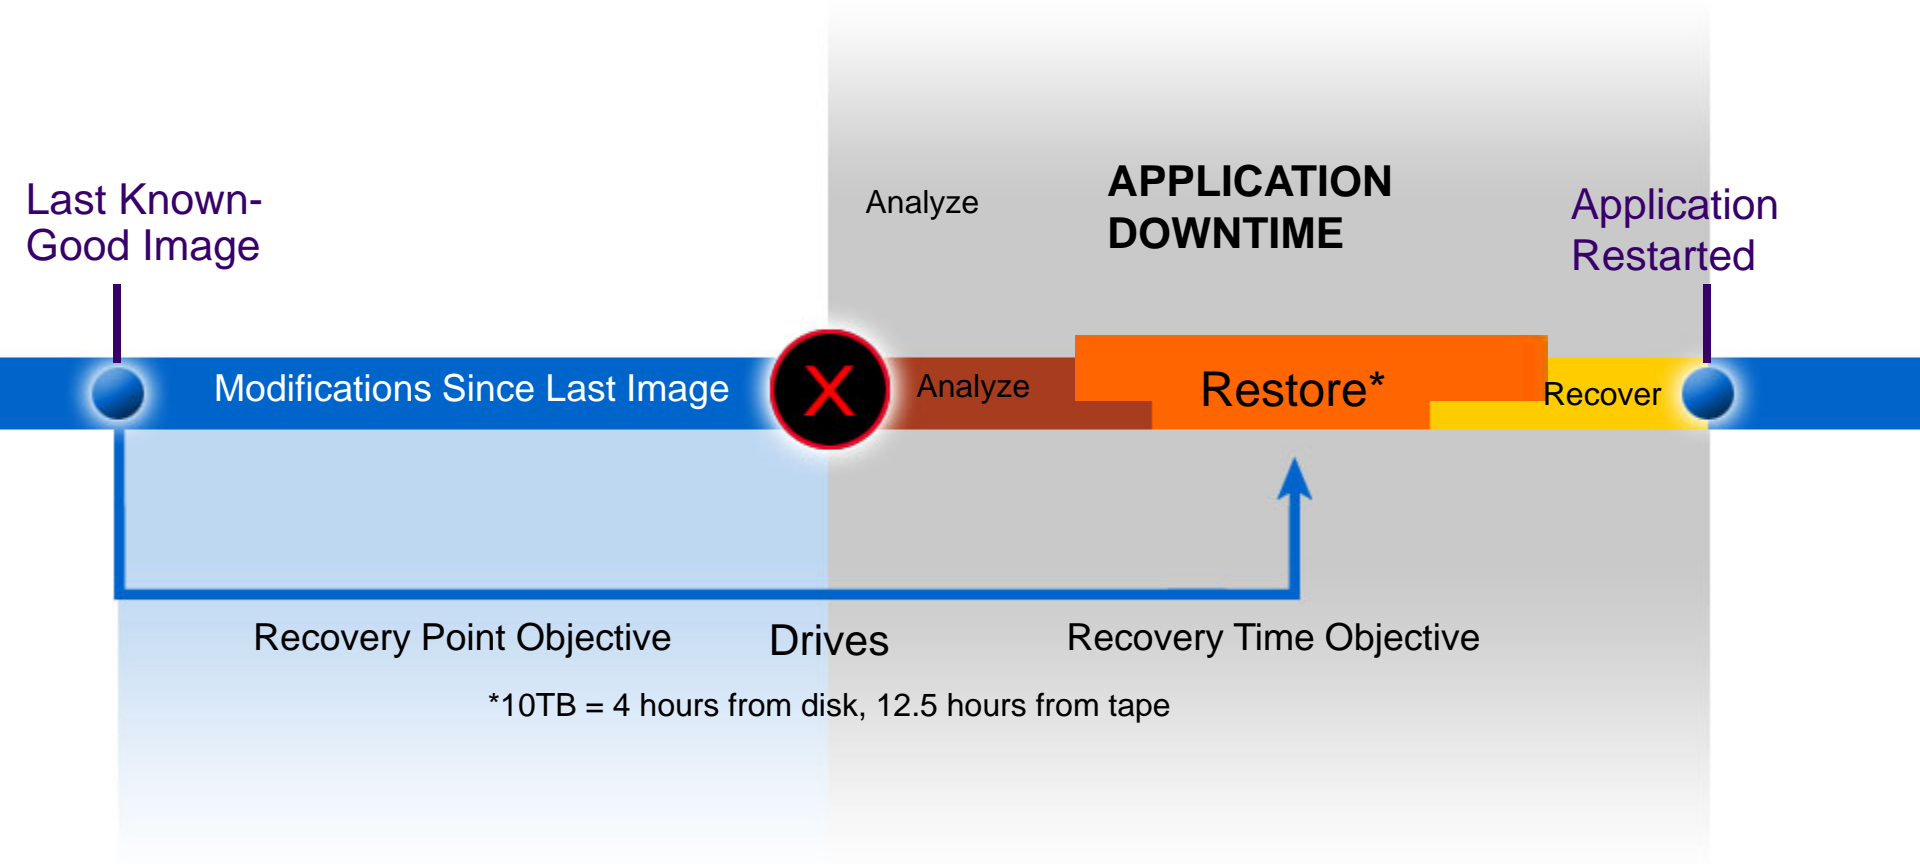 Last Known-
Good Image
Analyze
APPLICATION
DOWNTIME
Application
Restarted
Modifications Since Last Image
X
Analyze
Restore*
Recover
Recovery Point Objective
Drives
Recovery Time Objective
*10TB = 4 hours from disk, 12.5 hours from tape